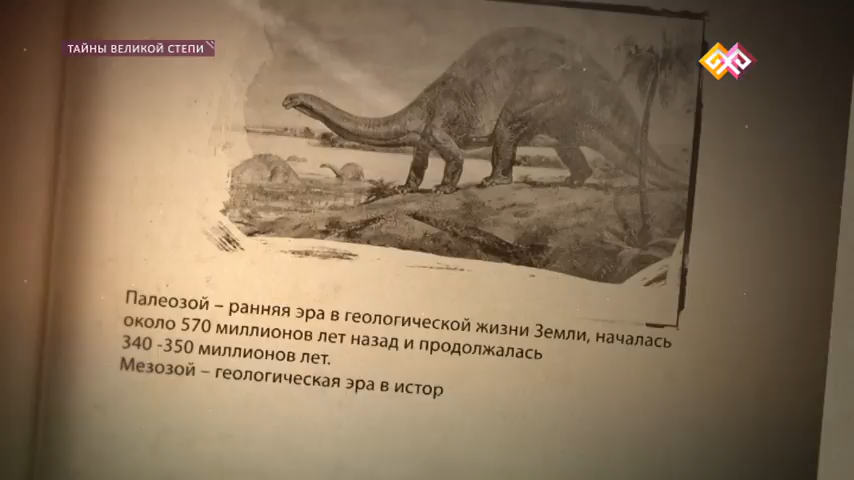 ТАЙНЫ ВЕЛИКОЙ СТЕПИ
Палеозой – ранняя эра в геологической жизни Земли, началась
около 570 миллионов лет назад и продолжалась
340 -350 миллионов лет.
Мезозой – геологическая эра в истор